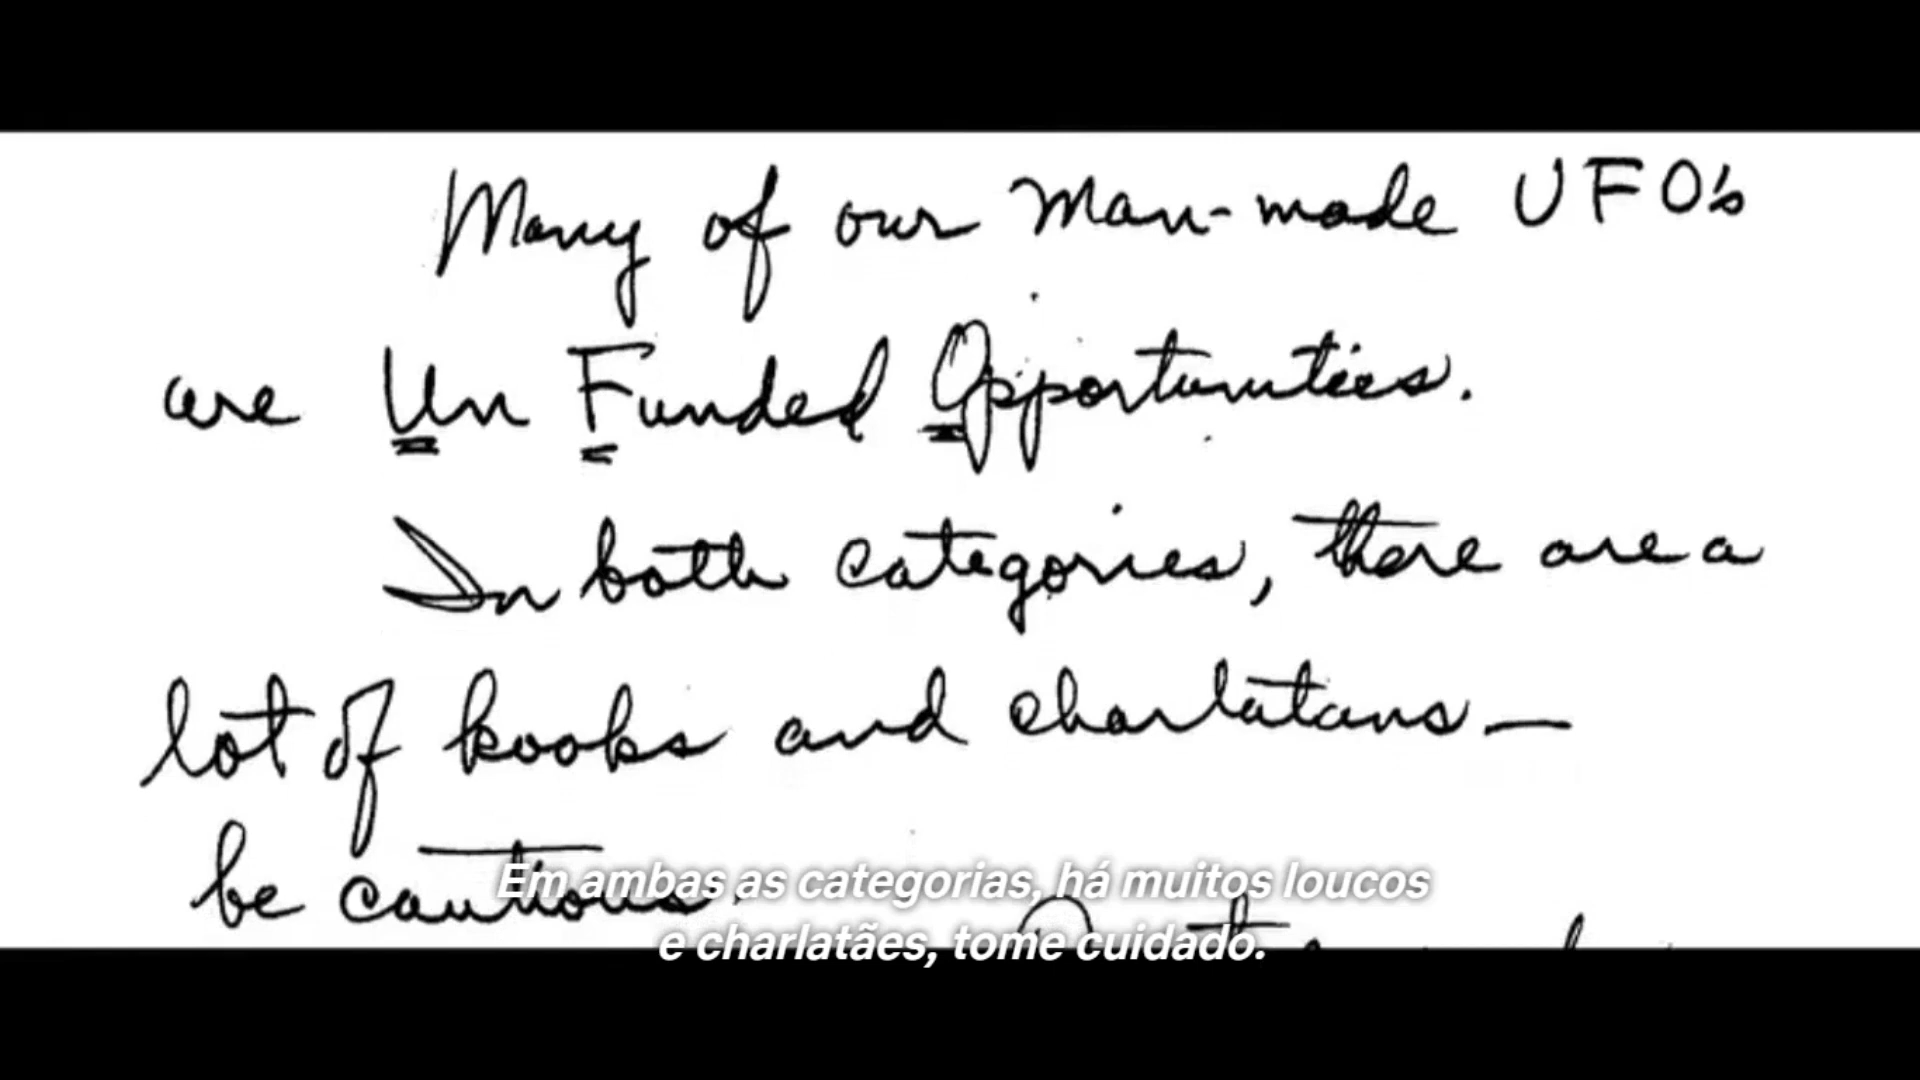 Many of our man-made UFO's
are Un Funded Opportunities.
In both categories, there are a
lot of kooks and charlatans—
be cautious.
Em ambas as categorias, há muitos loucos
e charlatães, tome cuidado.